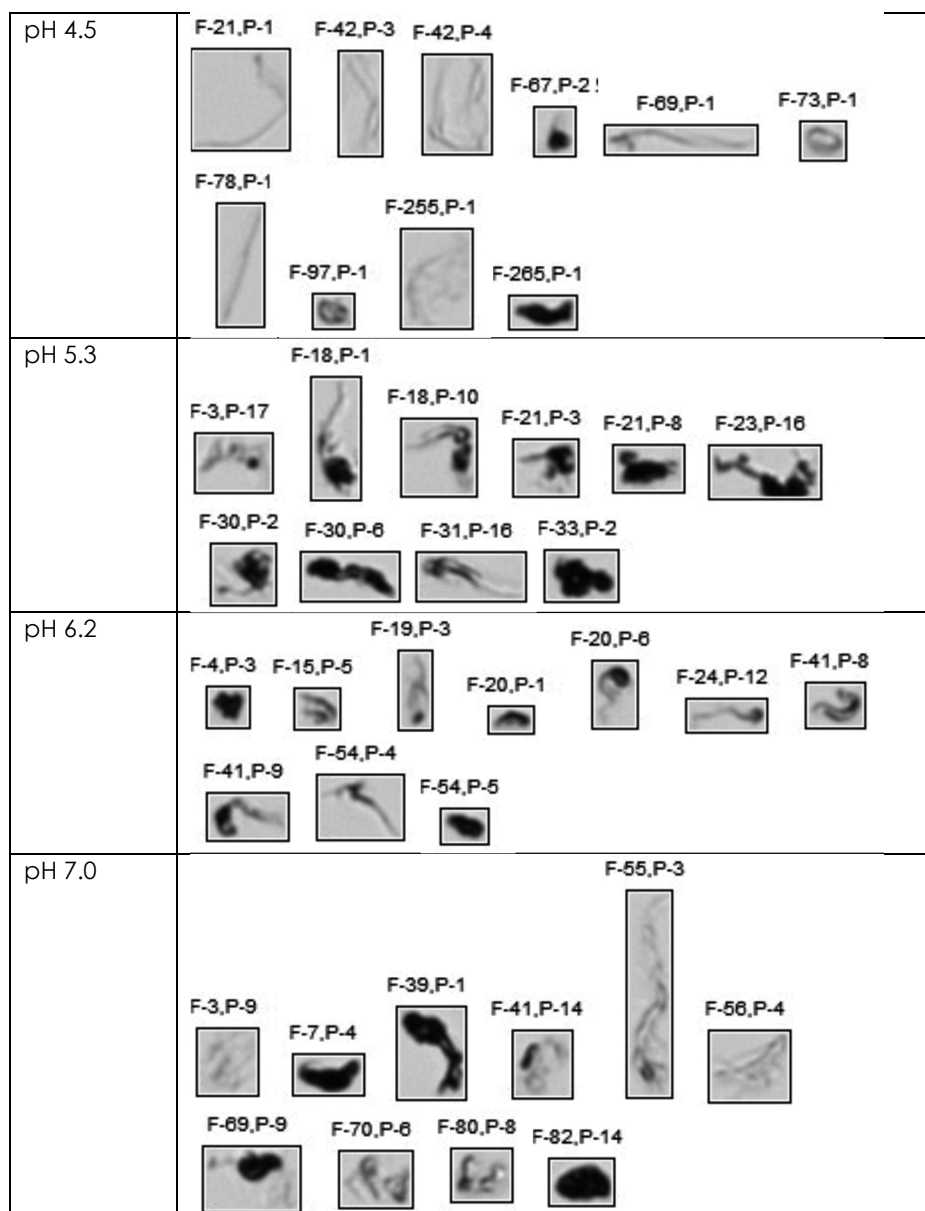 pH 4.5
F-21,P-1 F-42,P-3 F-42,P-4
F-67,P-2
F-69,P-1 F-73,P-1
F-78,P-1
F-255,P-1
F-97,P-1 F-265,P-1
pH 5.3
F-18,P-1
F-3,P-17 F-18,P-10 F-21,P-3 F-21,P-8 F-23,P-16
F-30,P-2 F-30,P-6 F-31,P-16 F-33,P-2
pH 6.2
F-19,P-3
F-20,P-6
F-4,P-3 F-15,P-5 F-20,P-1 F-24,P-12 F-41,P-8
F-41,P-9 F-54,P-4
F-54,P-5
pH 7.0
F-55,P-3
F-3,P-9 F-7,P-4 F-39,P-1 F-41,P-14 F-56,P-4
F-69,P-9 F-70,P-6 F-80,P-8 F-82,P-14